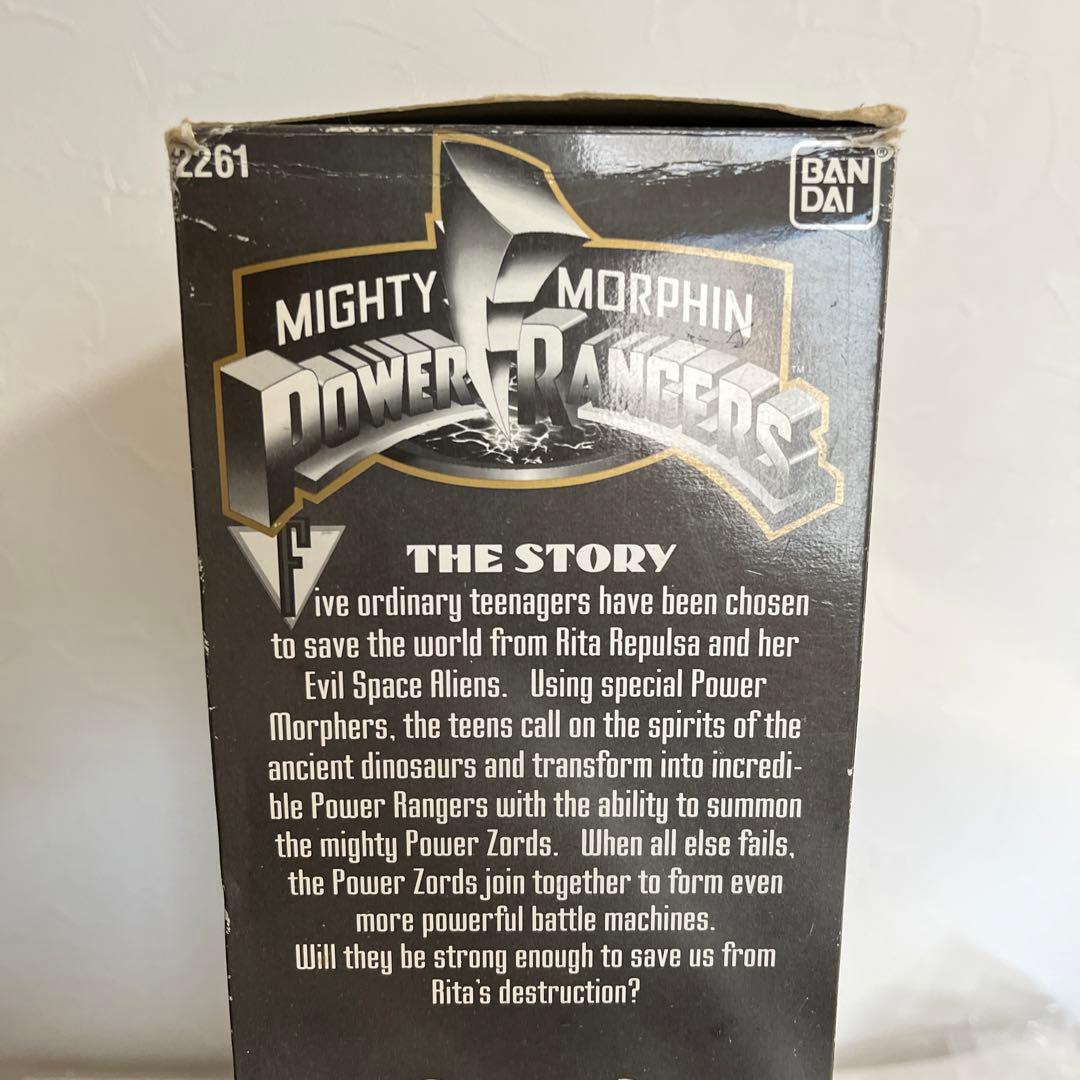 2261
BAN
DAI
®
MIGHTY MORPHIN
POWER RANGERS
™
THE STORY
Five ordinary teenagers have been chosen
to save the world from Rita Repulsa and her
Evil Space Aliens. Using special Power
Morphers, the teens call on the spirits of the
ancient dinosaurs and transform into incredi-
ble Power Rangers with the ability to summon
the mighty Power Zords. When all else fails,
the Power Zords join together to form even
more powerful battle machines.
Will they be strong enough to save us from
Rita's destruction?